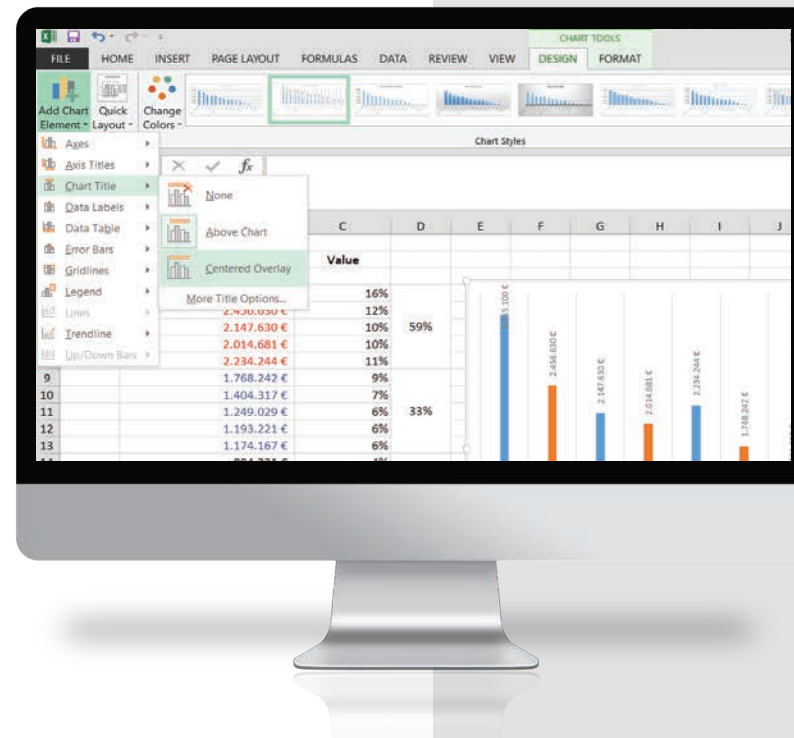 CHART TOOLS
FILE HOME INSERT PAGE LAYOUT FORMULAS DATA REVIEW VIEW DESIGN FORMAT
Add Chart Element
Quick Layout
Change Colors
Chart Styles
Axes
Axis Titles
Chart Title
Data Labels
Data Table
Error Bars
Gridlines
Legend
Lines
Trendline
Up/Down Bars
fx
None
Above Chart
Centered Overlay
More Title Options...
C D E F G H I J
Value
16%
2.456.630 € 12%
2.147.630 € 10% 59%
2.014.681 € 10%
2.234.244 € 11%
9 1.768.242 € 9%
10 1.404.317 € 7%
11 1.249.029 € 6% 33%
12 1.193.221 € 6%
13 1.174.167 € 6%
2.456.630 €
2.147.630 €
2.014.681 €
2.234.244 €
1.768.242 €